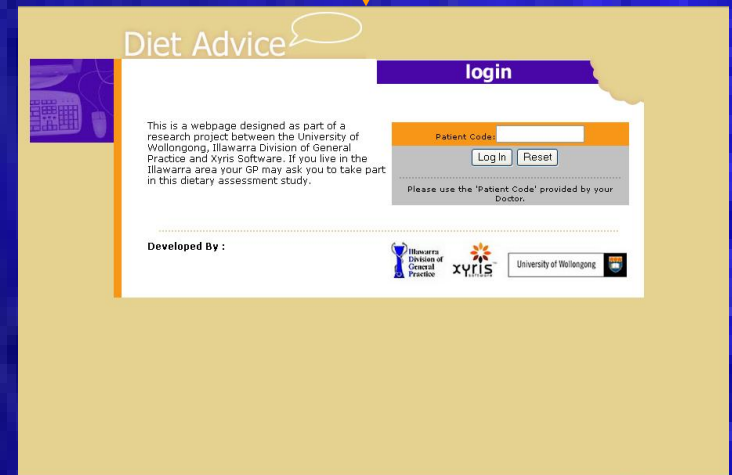 Diet Advice
login
This is a webpage designed as part of a
research project between the University of
Wollongong, Illawarra Division of General
Practice and Xyris Software. If you live in the
Illawarra area your GP may ask you to take part
in this dietary assessment study.
Patient Code:
Log In Reset
Please use the 'Patient Code' provided by your
Doctor.
Developed By :
Illawarra
Division of
General
Practice
xyris
software
University of Wollongong